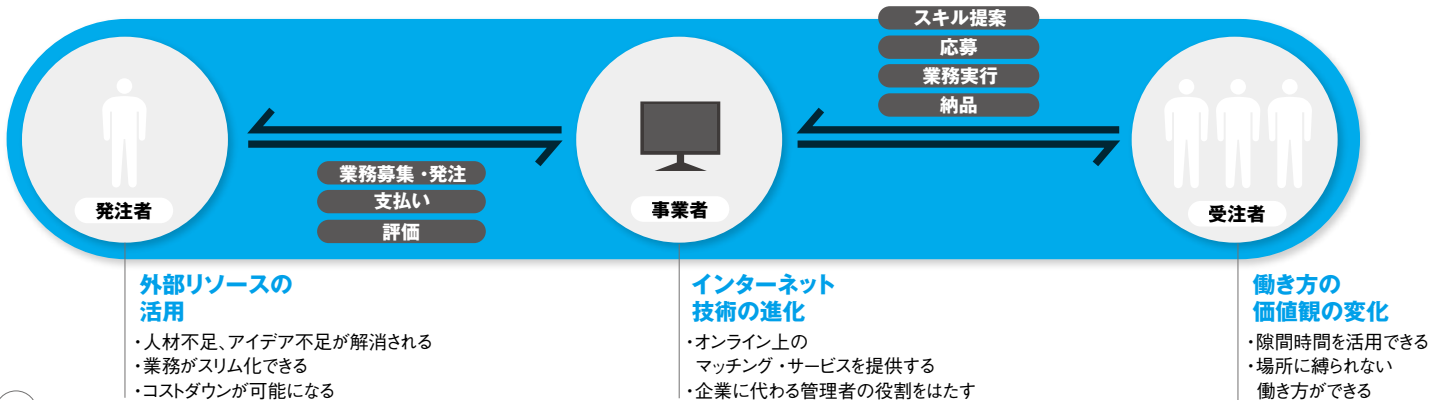 スキル提案
応募
業務実行
納品
業務募集・発注
支払い
評価
発注者
事業者
受注者
外部リソースの
活用
・人材不足、アイデア不足が解消される
・業務がスリム化できる
・コストダウンが可能になる
インターネット
技術の進化
・オンライン上の
マッチング・サービスを提供する
・企業に代わる管理者の役割をはたす
働き方の
価値観の変化
・隙間時間を活用できる
・場所に縛られない
働き方ができる